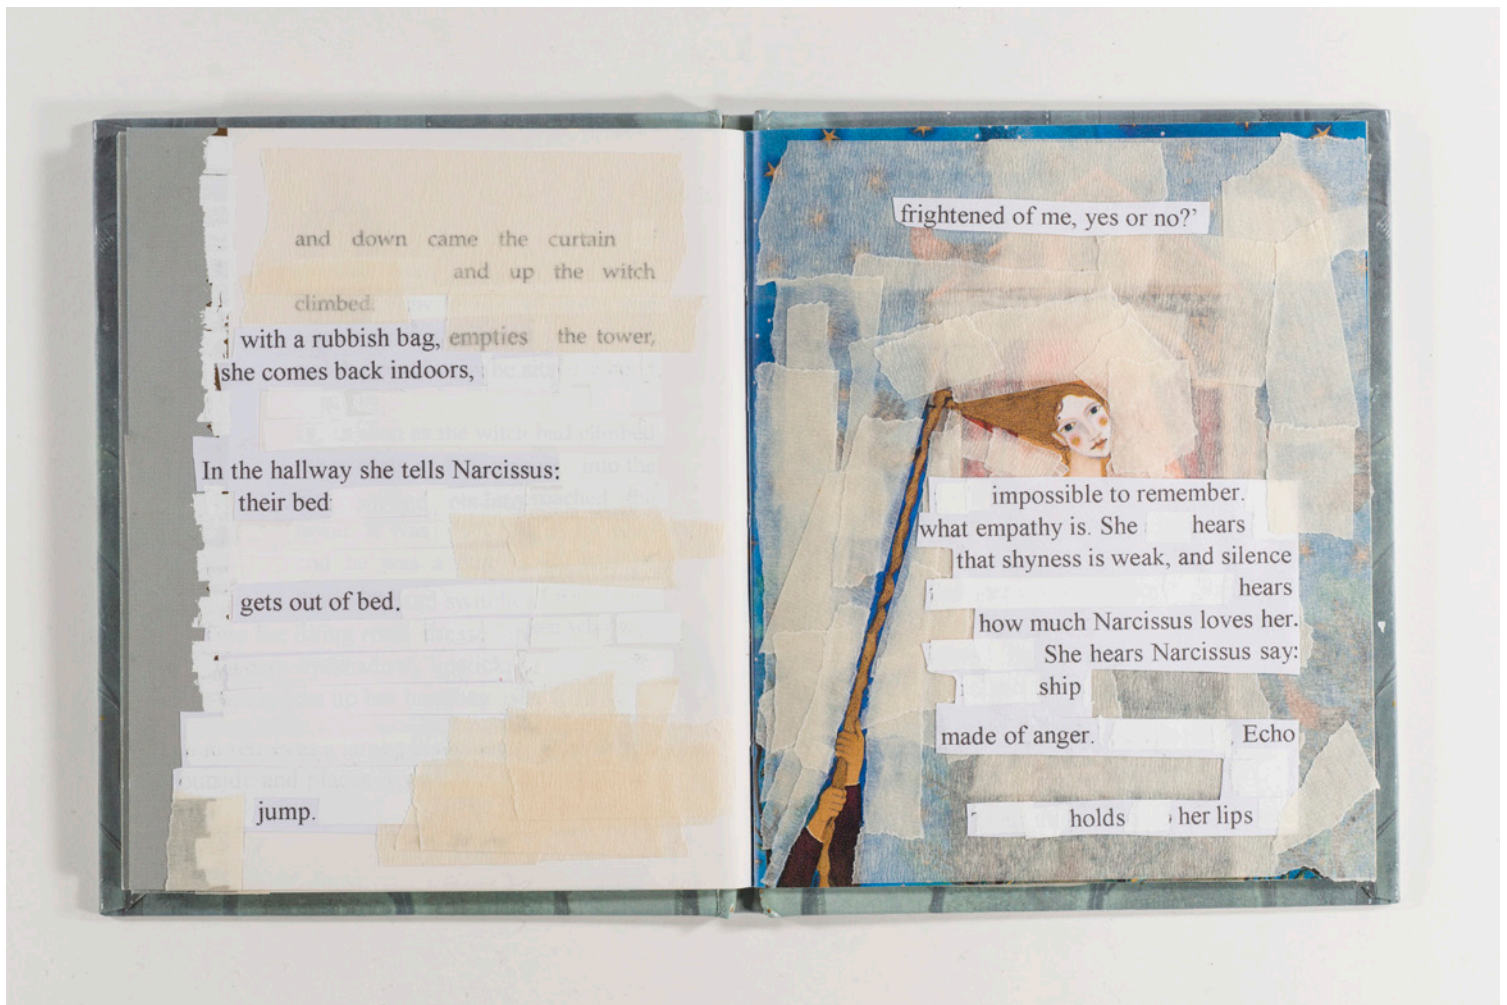 and down came the curtain
and up the witch
climbed.
with a rubbish bag, empties the tower,
she comes back indoors,
In the hallway she tells Narcissus:
their bed
gets out of bed.
jump.
frightened of me, yes or no?’
impossible to remember.
what empathy is. She hears
that shyness is weak, and silence
hears
how much Narcissus loves her.
She hears Narcissus say:
ship
made of anger. Echo
holds her lips